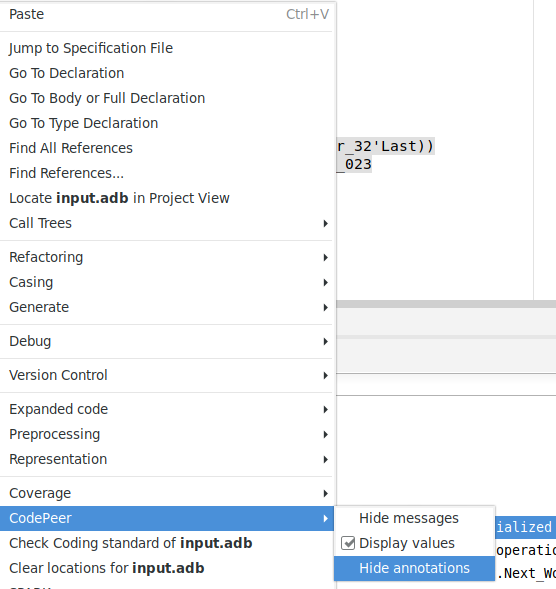 Paste Ctrl+V
Jump to Specification File
Go To Declaration
Go To Body or Full Declaration
Go To Type Declaration
r_32'Last))
Find All References
_023
Find References...
Locate input.adb in Project View
Call Trees
Refactoring
Casing
Generate
Debug
Version Control
Expanded code
Preprocessing
Representation
Coverage
CodePeer
Hide messages
ialized
Check Coding standard of input.adb
Display values
operatio
Clear locations for input.adb
Hide annotations
.Next_Wo